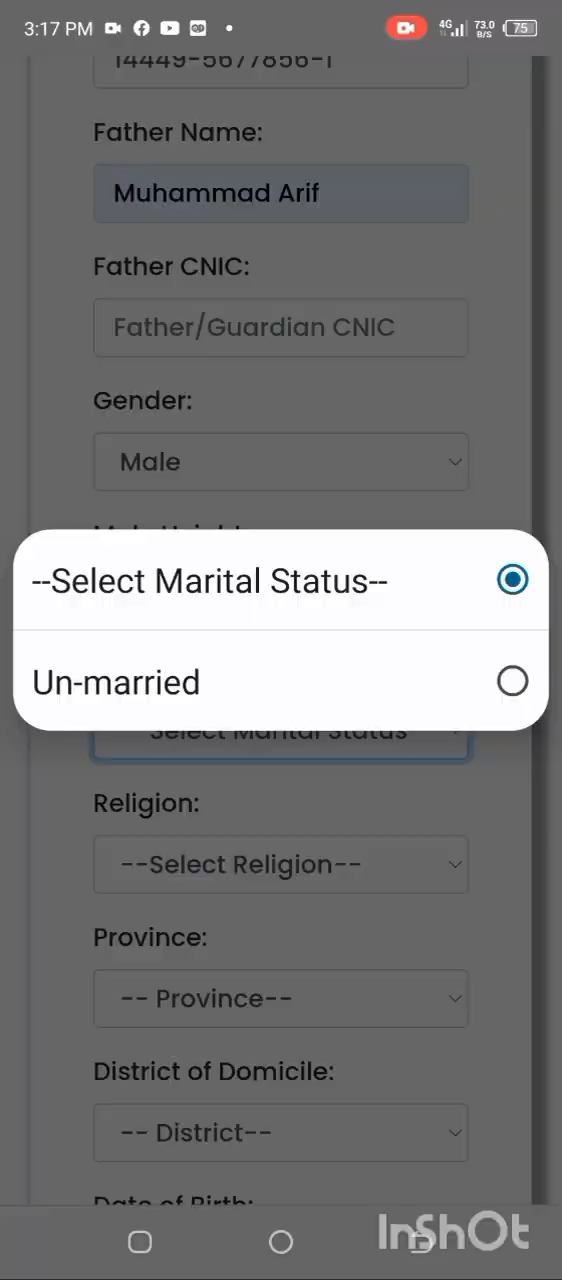 3:17 PM
4G
73.0
B/S
75
14449-5677856-1
Father Name:
Muhammad Arif
Father CNIC:
Father/Guardian CNIC
Gender:
Male
Male Height
--Select Marital Status--
Un-married
Select Marital Status
Religion:
--Select Religion--
Province:
-- Province--
District of Domicile:
-- District--
Date of Birth:
InShOt